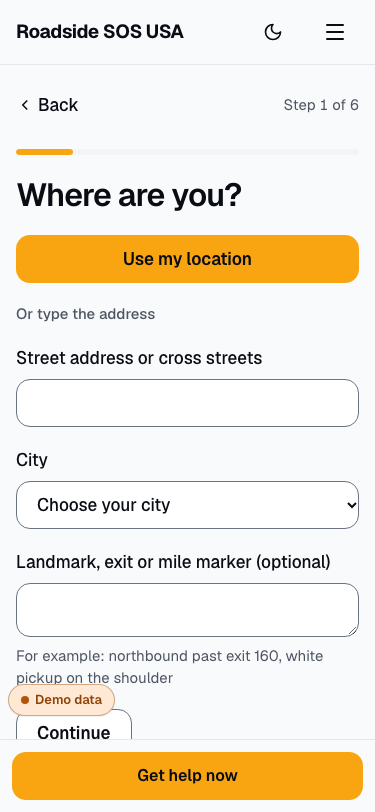 Roadside SOS USA
Back
Step 1 of 6
Where are you?
Use my location
Or type the address
Street address or cross streets
City
Choose your city
Landmark, exit or mile marker (optional)
For example: northbound past exit 160, white
pickup on the shoulder
Demo data
Continue
Get help now